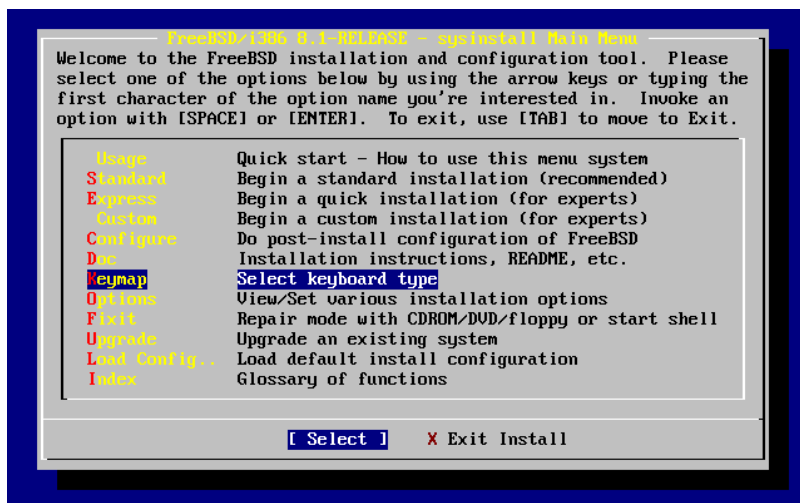 FreeBSD/i386 8.1-RELEASE - sysinstall Main Menu
Welcome to the FreeBSD installation and configuration tool.  Please
select one of the options below by using the arrow keys or typing the
first character of the option name you're interested in.  Invoke an
option with [SPACE] or [ENTER].  To exit, use [TAB] to move to Exit.
Usage Quick start - How to use this menu system
Standard Begin a standard installation (recommended)
Express Begin a quick installation (for experts)
Custom Begin a custom installation (for experts)
Configure Do post-install configuration of FreeBSD
Doc Installation instructions, README, etc.
Keymap Select keyboard type
Options View/Set various installation options
Fixit Repair mode with CDROM/DVD/floppy or start shell
Upgrade Upgrade an existing system
Load Config.. Load default install configuration
Index Glossary of functions
[ Select ] X Exit Install